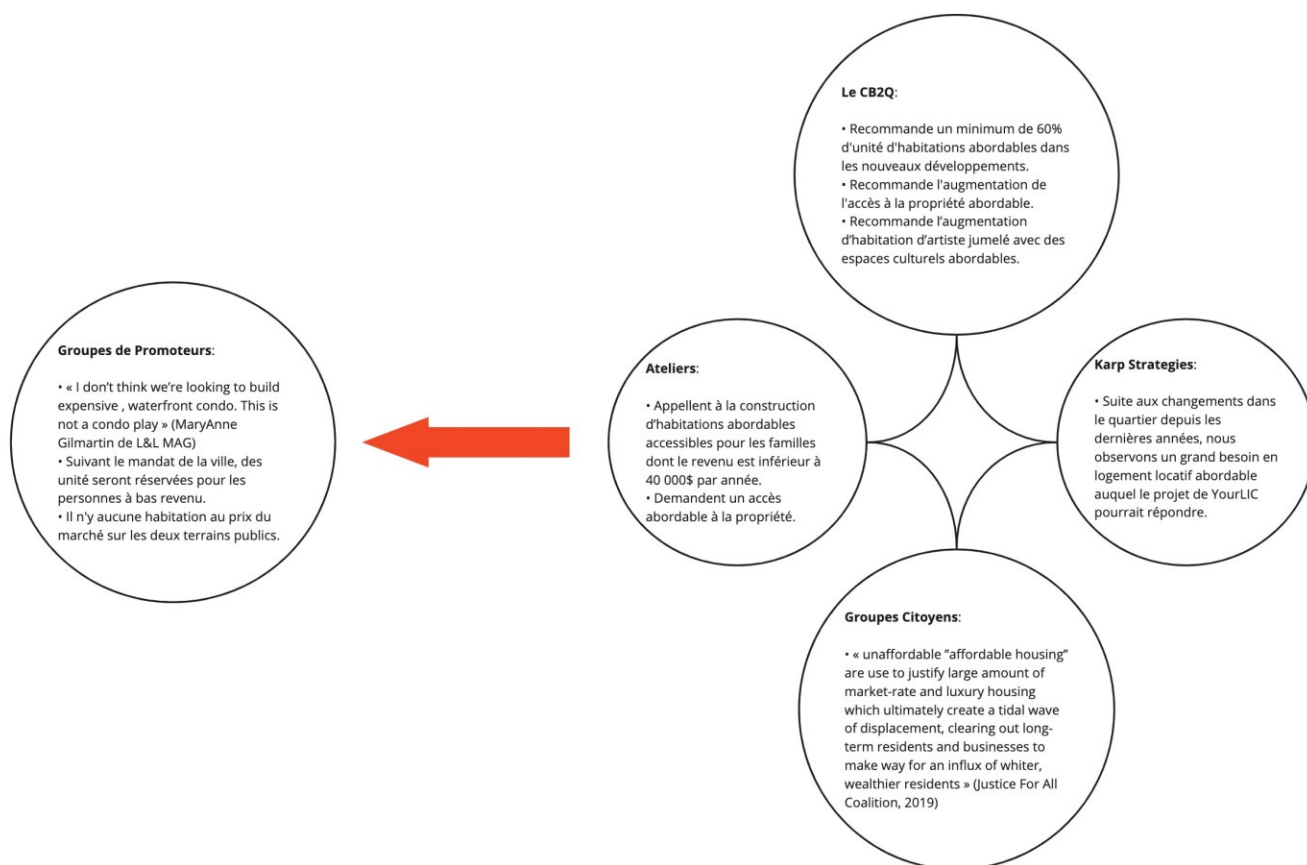 Le CB2Q:
• Recommande un minimum de 60%
d'unité d'habitations abordables dans
les nouveaux développements.
• Recommande l'augmentation de
l'accès à la propriété abordable.
• Recommande l'augmentation
d'habitation d'artiste jumelé avec des
espaces culturels abordables.
Groupes de Promoteurs:
• « I don't think we're looking to build
expensive , waterfront condo. This is
not a condo play » (MaryAnne
Gilmartin de L&L MAG)
• Suivant le mandat de la ville, des
unité seront réservées pour les
personnes à bas revenu.
• Il n'y aucune habitation au prix du
marché sur les deux terrains publics.
Ateliers:
• Appellent à la construction
d'habitations abordables
accessibles pour les familles
dont le revenu est inférieur à
40 000$ par année.
• Demandent un accès
abordable à la propriété.
Karp Strategies:
• Suite aux changements dans
le quartier depuis les
dernières années, nous
observons un grand besoin en
logement locatif abordable
auquel le projet de YourLIC
pourrait répondre.
Groupes Citoyens:
• « unaffordable "affordable housing"
are use to justify large amount of
market-rate and luxury housing
which ultimately create a tidal wave
of displacement, clearing out long-
term residents and businesses to
make way for an influx of whiter,
wealthier residents » (Justice For All
Coalition, 2019)